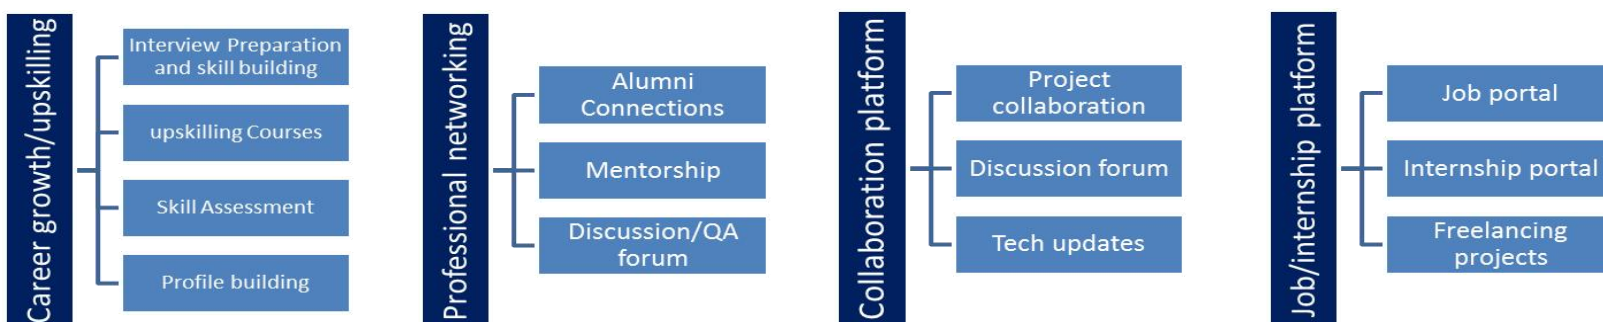 Career growth/upskilling
Interview Preparation
and skill building
upskilling Courses
Skill Assessment
Profile building
Professional networking
Alumni
Connections
Mentorship
Discussion/QA
forum
Collaboration platform
Project
collaboration
Discussion forum
Tech updates
Job/internship platform
Job portal
Internship portal
Freelancing
projects